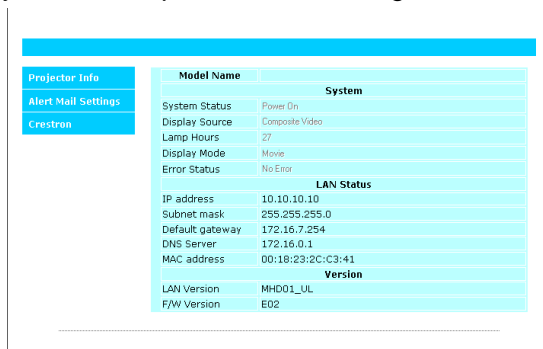 Projector Info
Alert Mail Settings
Crestron
Model Name
System
System Status Power On
Display Source Composite Video
Lamp Hours 27
Display Mode Movie
Error Status No Error
LAN Status
IP address 10.10.10.10
Subnet mask 255.255.255.0
Default gateway 172.16.7.254
DNS Server 172.16.0.1
MAC address 00:18:23:2C:C3:41
Version
LAN Version MHD01_UL
F/W Version E02